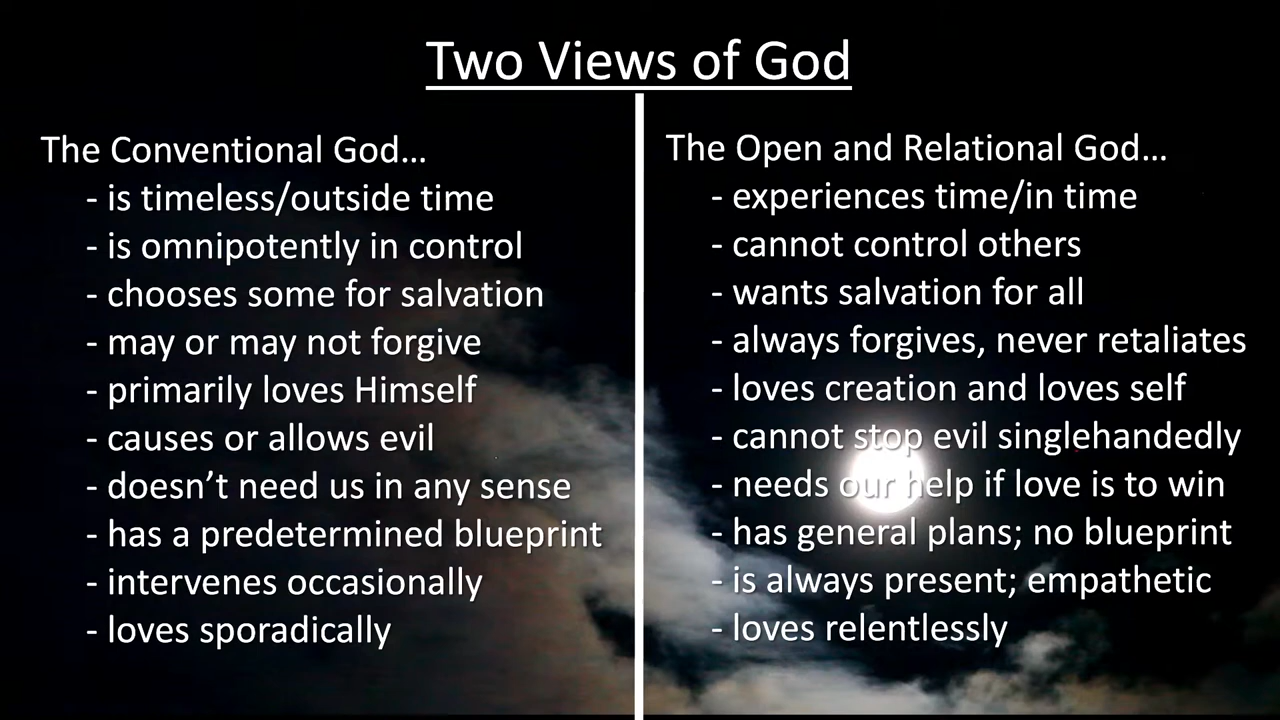 Two Views of God
The Conventional God…
- is timeless/outside time
- is omnipotently in control
- chooses some for salvation
- may or may not forgive
- primarily loves Himself
- causes or allows evil
- doesn’t need us in any sense
- has a predetermined blueprint
- intervenes occasionally
- loves sporadically
The Open and Relational God…
- experiences time/in time
- cannot control others
- wants salvation for all
- always forgives, never retaliates
- loves creation and loves self
- cannot stop evil singlehandedly
- needs our help if love is to win
- has general plans; no blueprint
- is always present; empathetic
- loves relentlessly